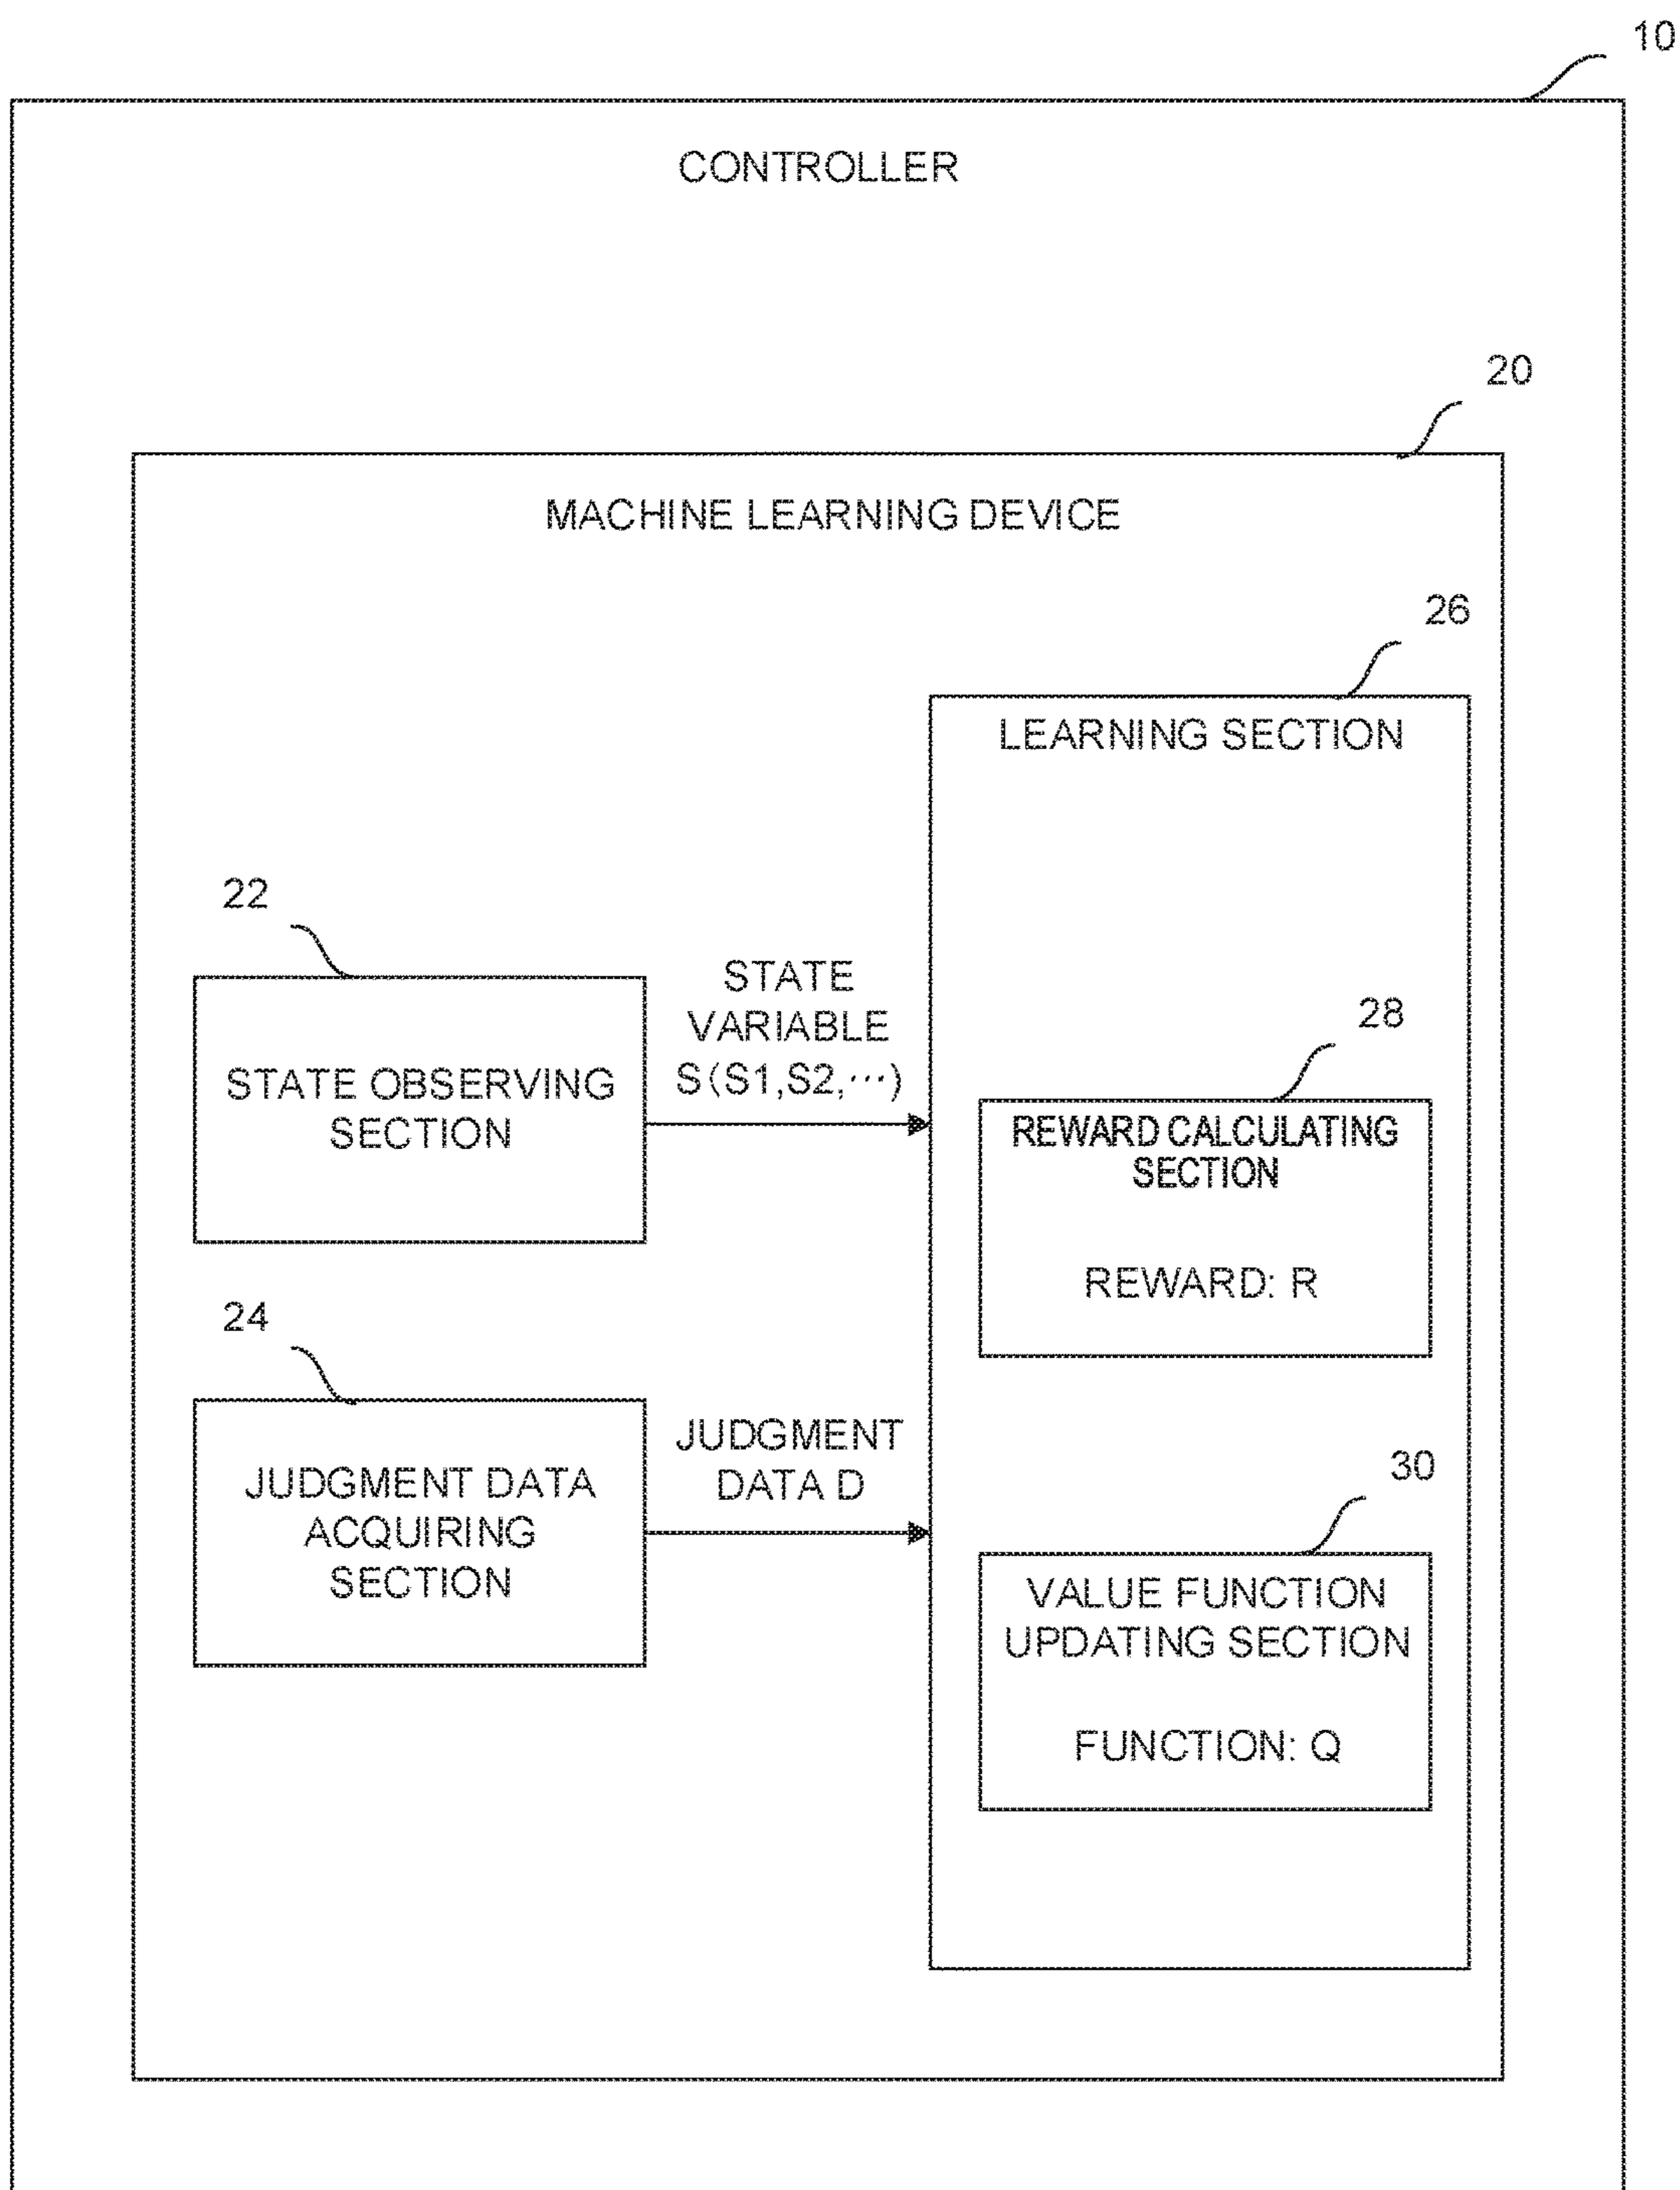 10
CONTROLLER
20
MACHINE LEARNING DEVICE
26
LEARNING SECTION
22
STATE OBSERVING
SECTION
STATE
VARIABLE
S(S1,S2,···)
28
REWARD CALCULATING
SECTION
REWARD: R
24
JUDGMENT DATA
ACQUIRING
SECTION
JUDGMENT
DATA D
30
VALUE FUNCTION
UPDATING SECTION
FUNCTION: Q